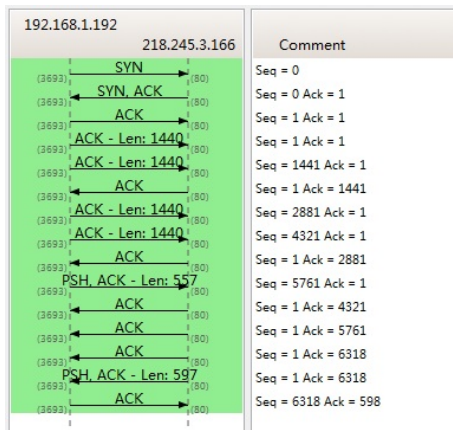 192.168.1.192
218.245.3.166 Comment
(3693) SYN (80) Seq = 0
(3693) SYN, ACK (80) Seq = 0 Ack = 1
(3693) ACK (80) Seq = 1 Ack = 1
(3693) ACK - Len: 1440 (80) Seq = 1 Ack = 1
(3693) ACK - Len: 1440 (80) Seq = 1441 Ack = 1
(3693) ACK (80) Seq = 1 Ack = 1441
(3693) ACK - Len: 1440 (80) Seq = 2881 Ack = 1
(3693) ACK - Len: 1440 (80) Seq = 4321 Ack = 1
(3693) ACK (80) Seq = 1 Ack = 2881
(3693) PSH, ACK - Len: 557 (80) Seq = 5761 Ack = 1
(3693) ACK (80) Seq = 1 Ack = 4321
(3693) ACK (80) Seq = 1 Ack = 5761
(3693) ACK (80) Seq = 1 Ack = 6318
(3693) PSH, ACK - Len: 597 (80) Seq = 1 Ack = 6318
(3693) ACK (80) Seq = 6318 Ack = 598